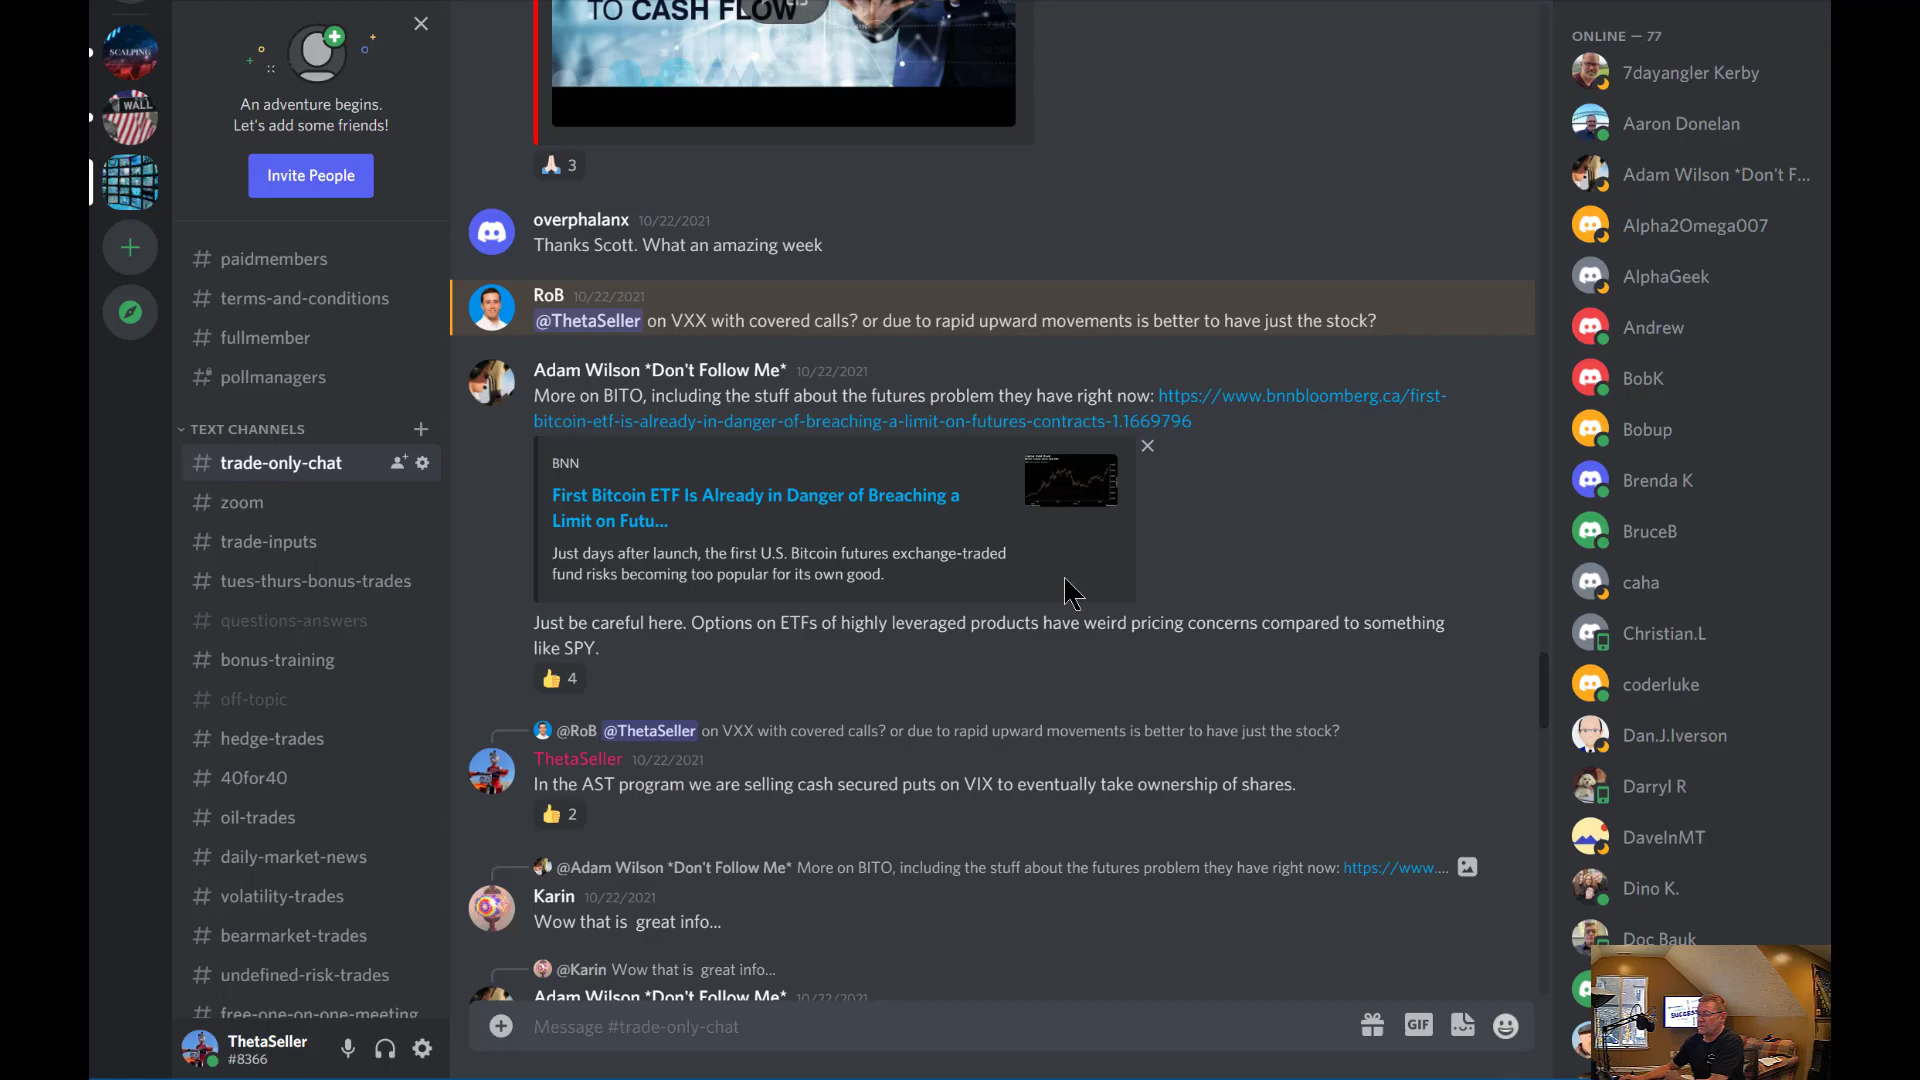 TO CASH FLOW
SCALPING
WALL
An adventure begins.
Let's add some friends!
Invite People
# paidmembers
# terms-and-conditions
# fullmember
# pollmanagers
TEXT CHANNELS
# trade-only-chat
# zoom
# trade-inputs
# tues-thurs-bonus-trades
# questions-answers
# bonus-training
# off-topic
# hedge-trades
# 40for40
# oil-trades
# daily-market-news
# volatility-trades
# bearmarket-trades
# undefined-risk-trades
# free-one-on-one-meeting
ThetaSeller
#8366
3
overphalanx 10/22/2021
Thanks Scott. What an amazing week
RoB 10/22/2021
@ThetaSeller on VXX with covered calls? or due to rapid upward movements is better to have just the stock?
Adam Wilson *Don't Follow Me* 10/22/2021
More on BITO, including the stuff about the futures problem they have right now: https://www.bnnbloomberg.ca/first-
bitcoin-etf-is-already-in-danger-of-breaching-a-limit-on-futures-contracts-1.1669796
BNN
First Bitcoin ETF Is Already in Danger of Breaching a
Limit on Futu...
Just days after launch, the first U.S. Bitcoin futures exchange-traded
fund risks becoming too popular for its own good.
Just be careful here. Options on ETFs of highly leveraged products have weird pricing concerns compared to something
like SPY.
4
@RoB @ThetaSeller on VXX with covered calls? or due to rapid upward movements is better to have just the stock?
ThetaSeller 10/22/2021
In the AST program we are selling cash secured puts on VIX to eventually take ownership of shares.
2
@Adam Wilson *Don't Follow Me* More on BITO, including the stuff about the futures problem they have right now: https://www....
Karin 10/22/2021
Wow that is great info...
@Karin Wow that is great info...
Adam Wilson *Don't Follow Me* 10/22/2021
Message #trade-only-chat
GIF
ONLINE — 77
7dayangler Kerby
Aaron Donelan
Adam Wilson *Don't F...
Alpha2Omega007
AlphaGeek
Andrew
BobK
Bobup
Brenda K
BruceB
caha
Christian.L
coderluke
Dan.J.Iverson
Darryl R
DaveInMT
Dino K.
Doc Bauk
SUCCESS